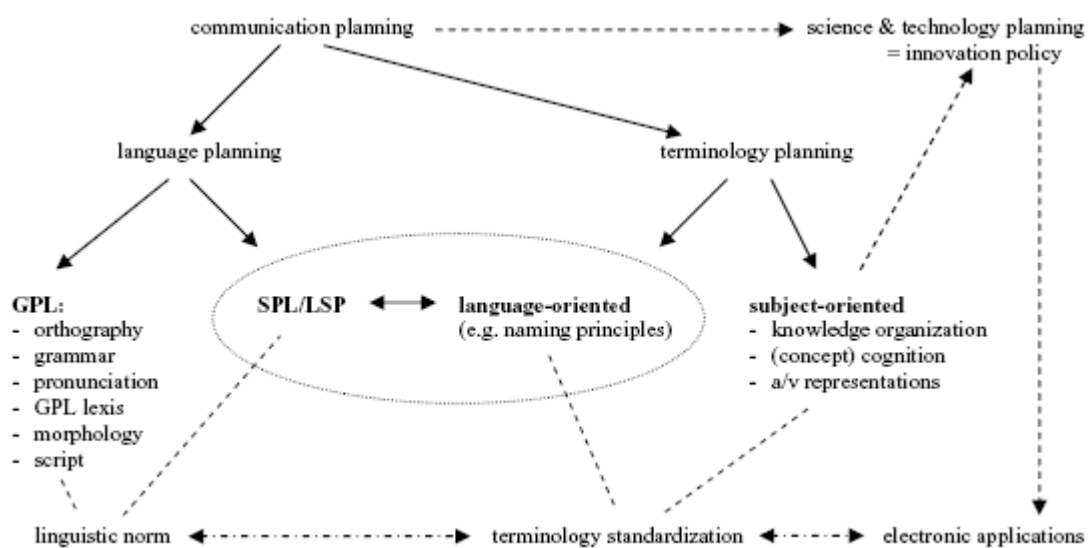 communication planning
science & technology planning
= innovation policy
language planning
terminology planning
GPL:
- orthography
- grammar
- pronunciation
- GPL lexis
- morphology
- script
SPL/LSP
language-oriented
(e.g. naming principles)
subject-oriented
- knowledge organization
- (concept) cognition
- a/v representations
linguistic norm
terminology standardization
electronic applications